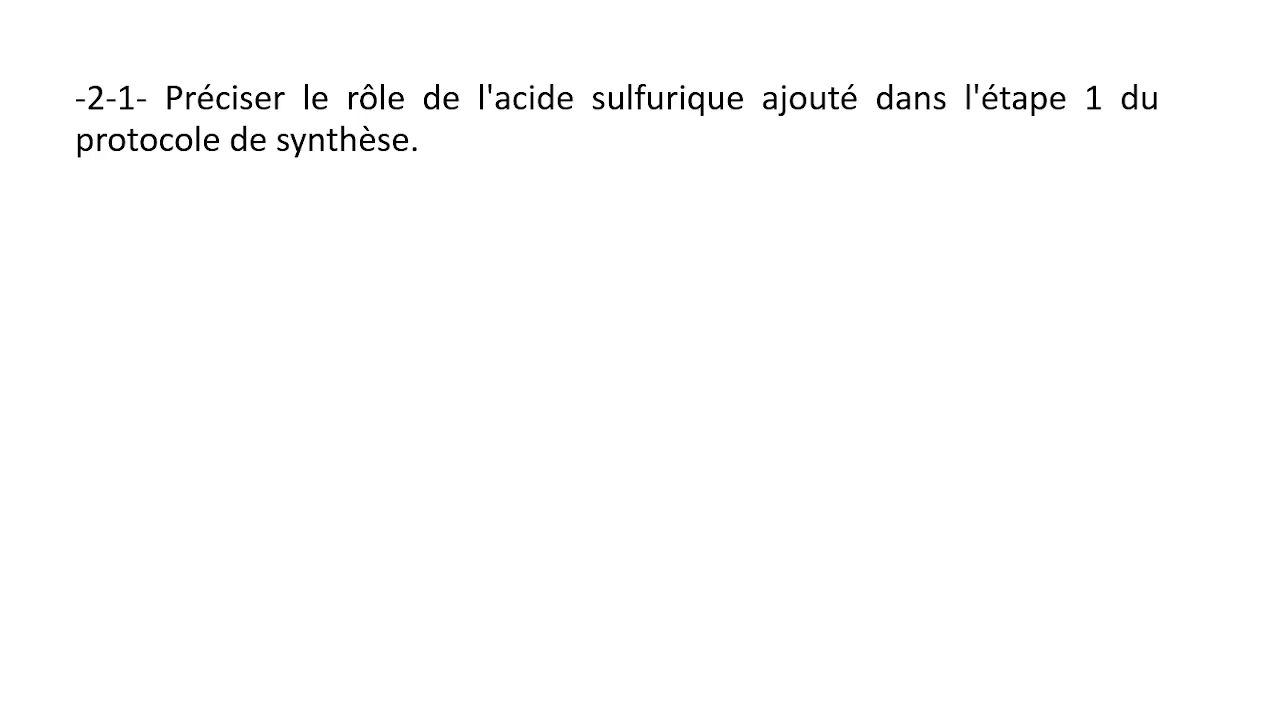 -2-1- Préciser le rôle de l'acide sulfurique ajouté dans l'étape 1 du
protocole de synthèse.